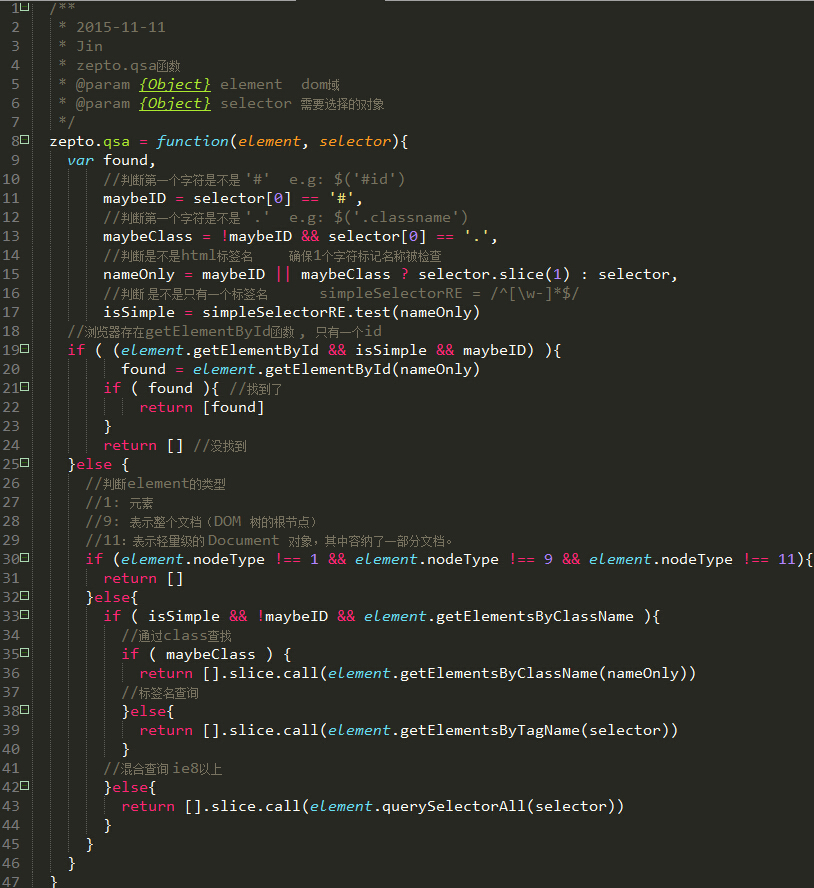 1 /**
2 * 2015-11-11
3 * Jin
4 * zepto.qsa函数
5 * @param {Object} element  dom域
6 * @param {Object} selector 需要选择的对象
7 */
8 zepto.qsa = function(element, selector){
9   var found,
10       //判断第一个字符是不是 '#'  e.g: $('#id')
11       maybeID = selector[0] == '#',
12       //判断第一个字符是不是 '.'  e.g: $('.classname')
13       maybeClass = !maybeID && selector[0] == '.',
14       //判断是不是html标签名    确保1个字符标记名称被检查
15       nameOnly = maybeID || maybeClass ? selector.slice(1) : selector,
16       //判断 是不是只有一个标签名      simpleSelectorRE = /^[\w-]*$/
17       isSimple = simpleSelectorRE.test(nameOnly)
18   //浏览器存在getElementById函数 , 只有一个id
19   if ( (element.getElementById && isSimple && maybeID) ){
20         found = element.getElementById(nameOnly)
21       if ( found ){ //找到了
22           return [found]
23       }
24       return [] //没找到
25   }else {
26     //判断element的类型
27     //1: 元素
28     //9: 表示整个文档（DOM 树的根节点）
29     //11：表示轻量级的 Document 对象，其中容纳了一部分文档。
30     if (element.nodeType !== 1 && element.nodeType !== 9 && element.nodeType !== 11){
31       return []
32     }else{
33       if ( isSimple && !maybeID && element.getElementsByClassName ){
34         //通过class查找
35         if ( maybeClass ) {
36           return [].slice.call(element.getElementsByClassName(nameOnly))
37         //标签名查询
38         }else{
39           return [].slice.call(element.getElementsByTagName(selector))
40         }
41       //混合查询 ie8以上
42       }else{
43         return [].slice.call(element.querySelectorAll(selector))
44       }
45     }
46   }
47 }